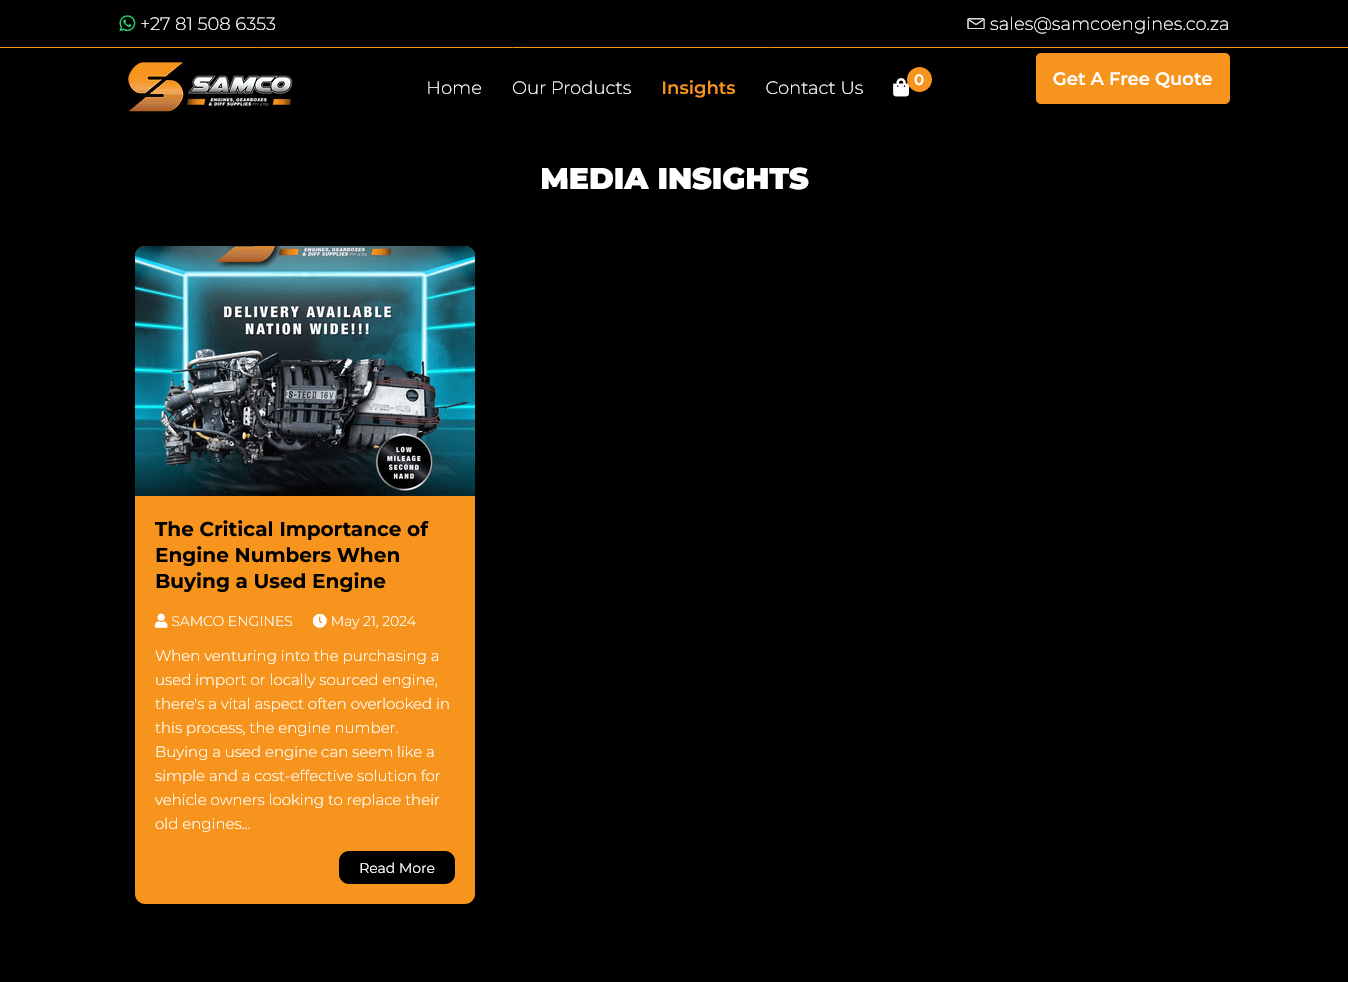 +27 81 508 6353
sales@samcoengines.co.za
SAMCO
ENGINES, GEARBOXES
& DIFF SUPPLIES PTY (LTD)
Home
Our Products
Insights
Contact Us
0
Get A Free Quote
MEDIA INSIGHTS
ENGINES, GEARBOXES
& DIFF SUPPLIES PTY (LTD)
DELIVERY AVAILABLE
NATION WIDE!!!
S-TEC II 16V
LOW
MILEAGE
SECOND
HAND
The Critical Importance of
Engine Numbers When
Buying a Used Engine
SAMCO ENGINES
May 21, 2024
When venturing into the purchasing a
used import or locally sourced engine,
there's a vital aspect often overlooked in
this process, the engine number.
Buying a used engine can seem like a
simple and a cost-effective solution for
vehicle owners looking to replace their
old engines...
Read More